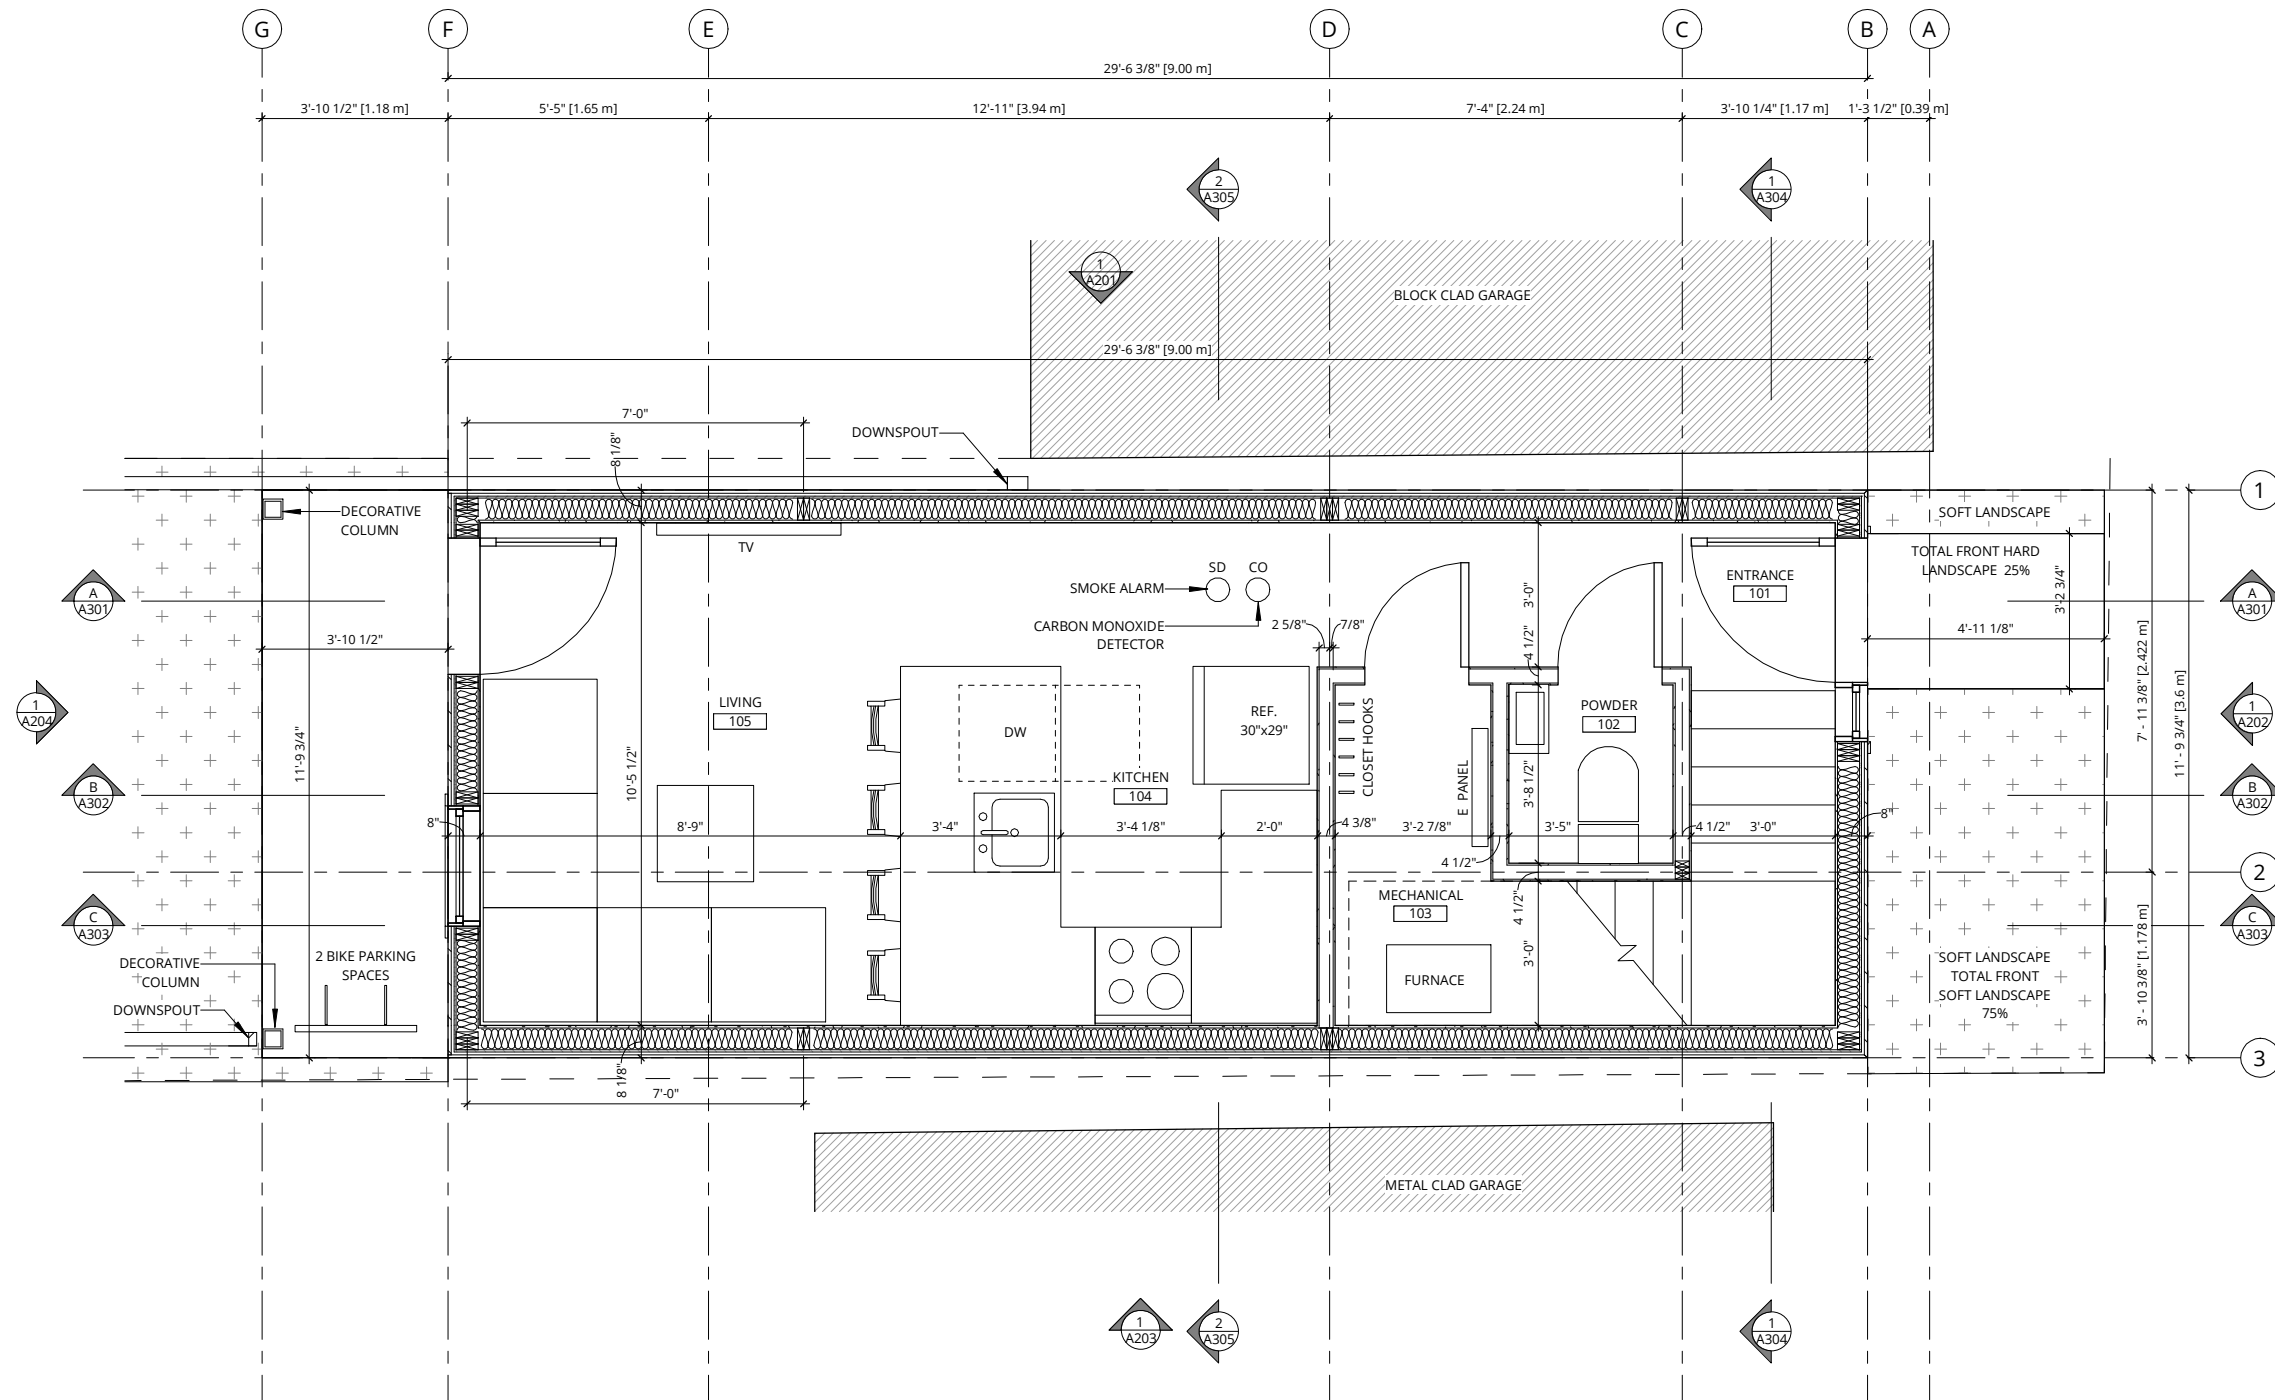 G
F
E
D
C
B
A
29'-6 3/8" [9.00 m]
3'-10 1/2" [1.18 m]
5'-5" [1.65 m]
12'-11" [3.94 m]
7'-4" [2.24 m]
3'-10 1/4" [1.17 m]
1'-3 1/2" [0.39 m]
2
A305
1
A304
1
A201
BLOCK CLAD GARAGE
29'-6 3/8" [9.00 m]
7'-0"
DOWNSPOUT
8 1/8"
1
DECORATIVE
COLUMN
TV
SOFT LANDSCAPE
TOTAL FRONT HARD
LANDSCAPE 25%
SD
CO
SMOKE ALARM
CARBON MONOXIDE
DETECTOR
2 5/8"
7/8"
3'-0"
4 1/2"
ENTRANCE
101
3'-2 3/4"
4'-11 1/8"
A
A301
A
A301
3'-10 1/2"
7' - 11 3/8" [2.422 m]
11' - 9 3/4" [3.6 m]
1
A204
1
A202
LIVING
105
DW
REF.
30"x29"
CLOSET HOOKS
POWDER
102
11'-9 3/4"
10'-5 1/2"
KITCHEN
104
E PANEL
3'-8 1/2"
B
A302
B
A302
8"
8'-9"
3'-4"
3'-4 1/8"
2'-0"
4 3/8"
3'-2 7/8"
3'-5"
4 1/2"
3'-0"
8"
4 1/2"
2
MECHANICAL
103
4 1/2"
C
A303
C
A303
3'-0"
3' - 10 3/8" [1.178 m]
DECORATIVE
COLUMN
2 BIKE PARKING
SPACES
DOWNSPOUT
FURNACE
SOFT LANDSCAPE
TOTAL FRONT
SOFT LANDSCAPE
75%
3
8 1/8"
7'-0"
METAL CLAD GARAGE
1
A203
2
A305
1
A304